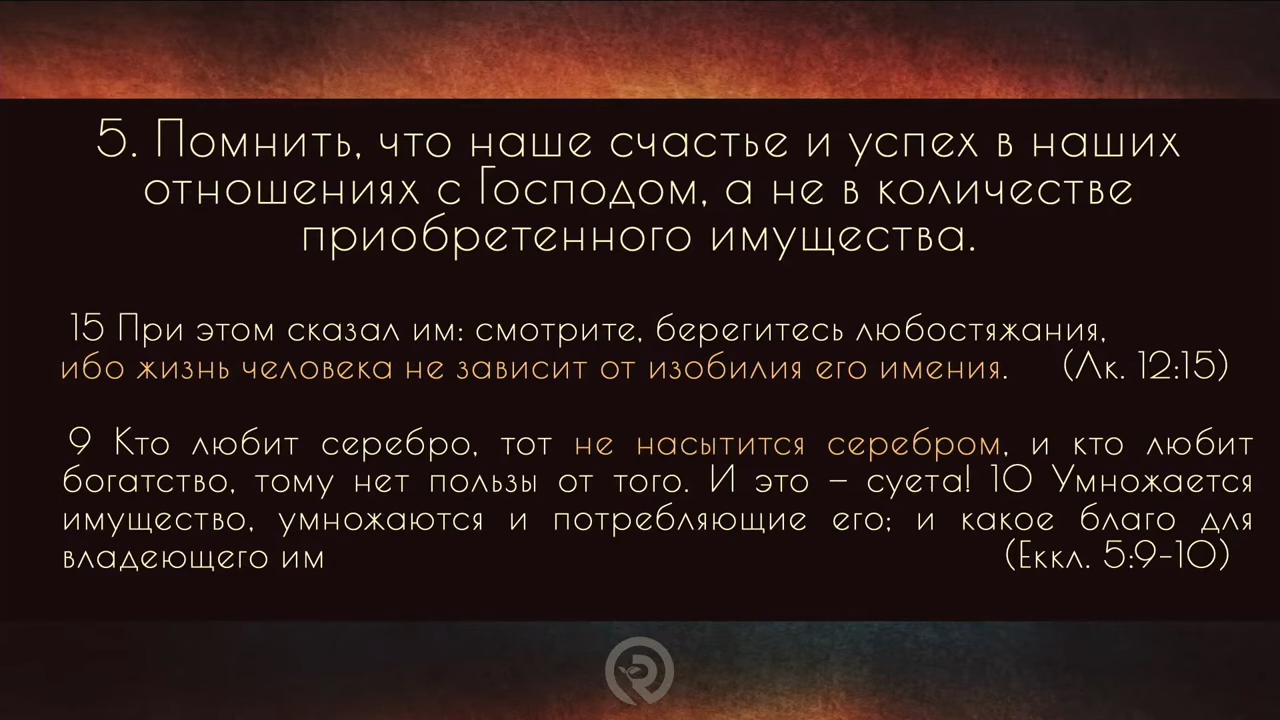 5. Помнить, что наше счастье и успех в наших
отношениях с Господом, а не в количестве
приобретенного имущества.
15 При этом сказал им: смотрите, берегитесь любостяжания,
ибо жизнь человека не зависит от изобилия его имения. (Лк. 12:15)
9 Кто любит серебро, тот не насытится серебром, и кто любит
богатство, тому нет пользы от того. И это – суета! 10 Умножается
имущество, умножаются и потребляющие его; и какое благо для
владеющего им (Еккл. 5:9-10)